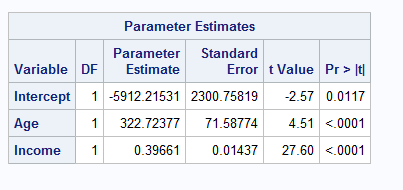 Parameter Estimates
Variable DF Parameter Estimate Standard Error t Value Pr > |t|
Intercept 1 -5912.21531 2300.75819 -2.57 0.0117
Age 1 322.72377 71.58774 4.51 <.0001
Income 1 0.39661 0.01437 27.60 <.0001